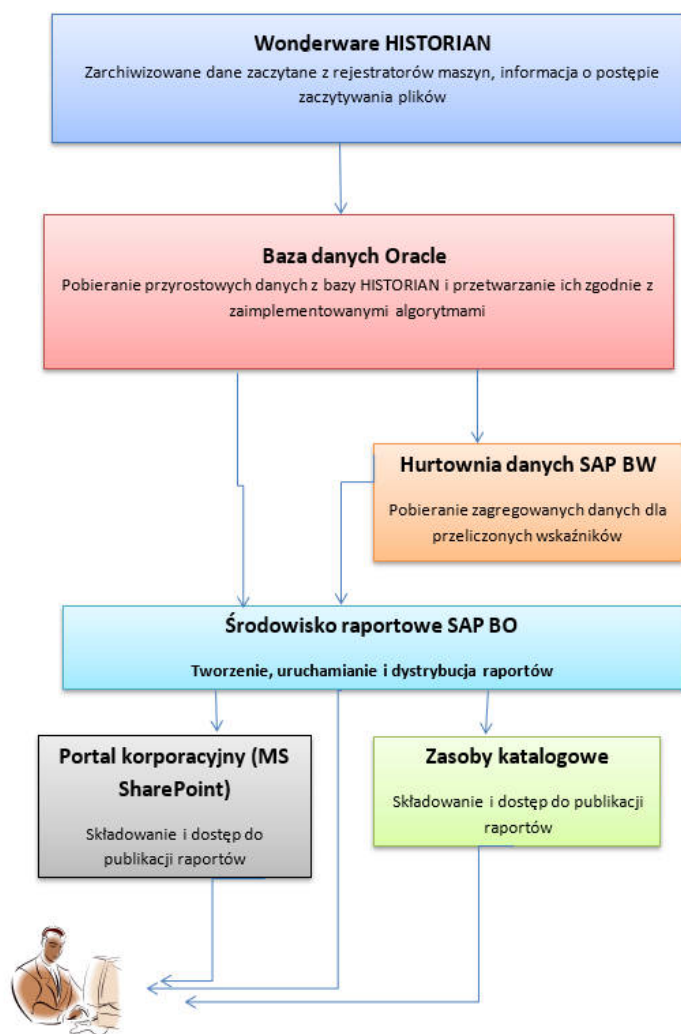 Wonderware HISTORIAN
Zarchiwizowane dane zaczytane z rejestratorów maszyn, informacja o postępie
zaczytywania plików
Baza danych Oracle
Pobieranie przyrostowych danych z bazy HISTORIAN i przetwarzanie ich zgodnie z
zaimplementowanymi algorytmami
Hurtownia danych SAP BW
Pobieranie zagregowanych danych dla
przeliczonych wskaźników
Środowisko raportowe SAP BO
Tworzenie, uruchamianie i dystrybucja raportów
Portal korporacyjny (MS
SharePoint)
Składowanie i dostęp do
publikacji raportów
Zasoby katalogowe
Składowanie i dostęp do publikacji
raportów